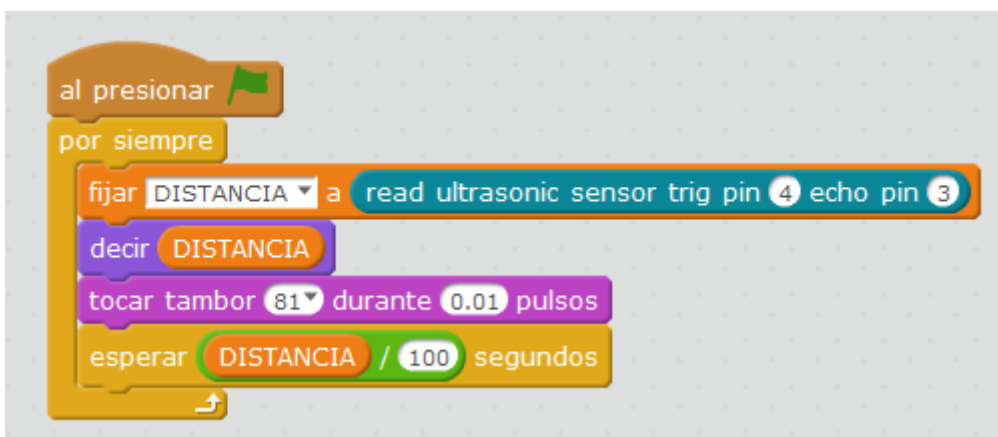 al presionar
por siempre
fijar DISTANCIA a read ultrasonic sensor trig pin 4 echo pin 3
decir DISTANCIA
tocar tambor 81 durante 0.01 pulsos
esperar DISTANCIA / 100 segundos